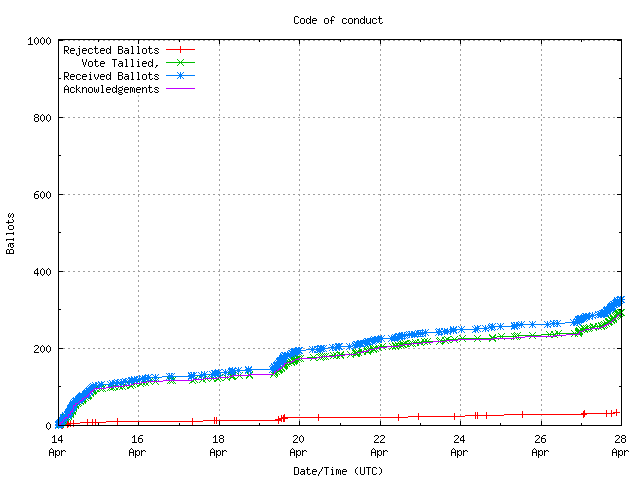 Code of conduct
1000
800
600
400
200
0
Ballots
Rejected Ballots
Vote Tallied,
Received Ballots
Acknowledgements
14 16 18 20 22 24 26 28
Apr Apr Apr Apr Apr Apr Apr Apr
Date/Time (UTC)